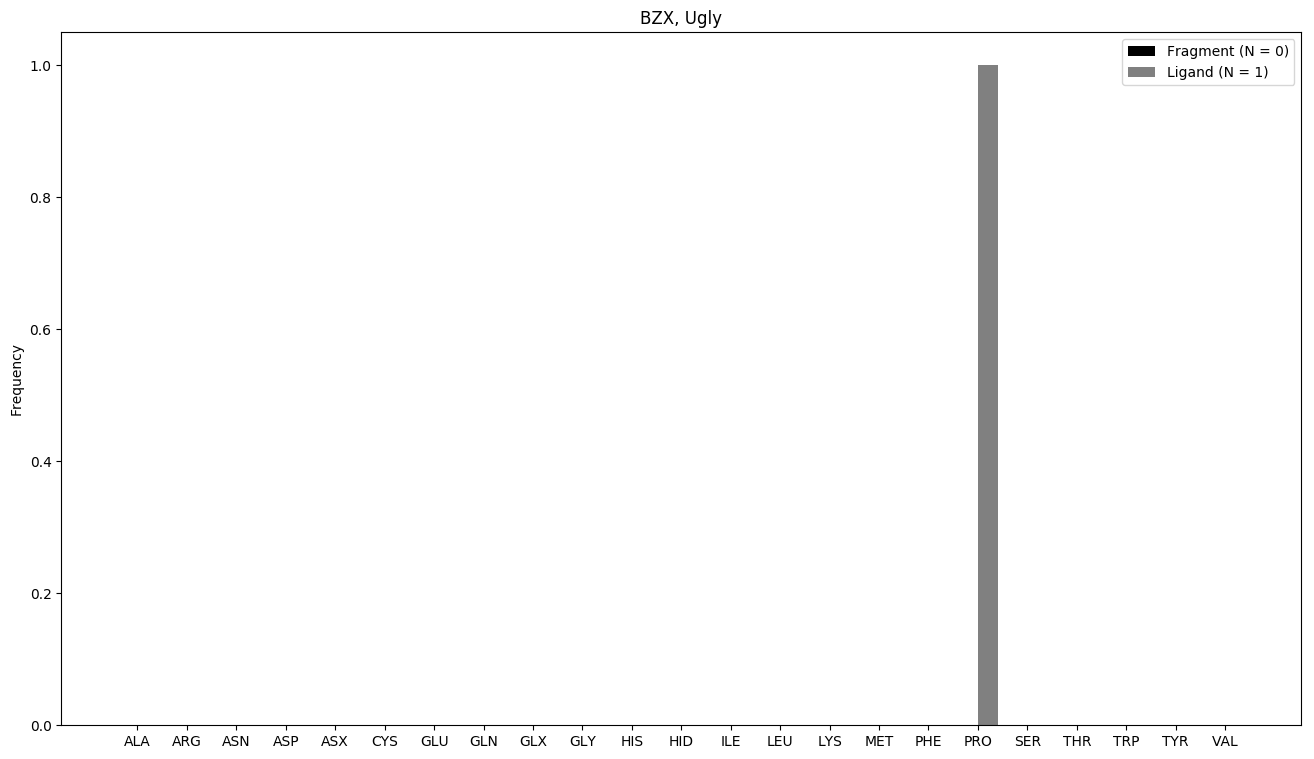 BZX, Ugly
Fragment (N = 0)
Ligand (N = 1)
1.0
0.8
0.6
0.4
0.2
0.0
Frequency
ALA ARG ASN ASP ASX CYS GLU GLN GLX GLY HIS HID ILE LEU LYS MET PHE PRO SER THR TRP TYR VAL